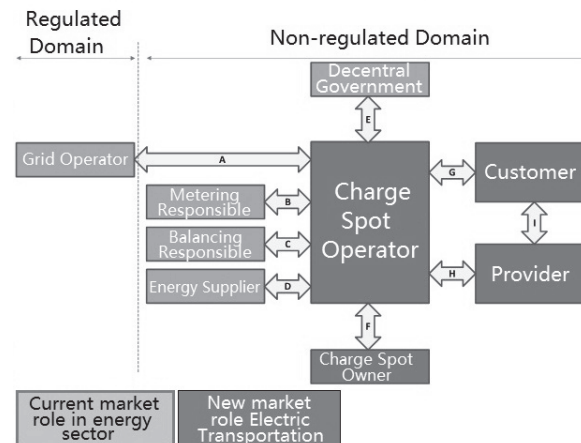 Regulated
Domain
Non-regulated Domain
Decentral
Government
E
Grid Operator
A
Metering
Responsible
B
Balancing
Responsible
C
Energy Supplier
D
Charge
Spot
Operator
G
Customer
I
H
Provider
F
Charge Spot
Owner
Current market
role in energy
sector
New market
role Electric
Transportation